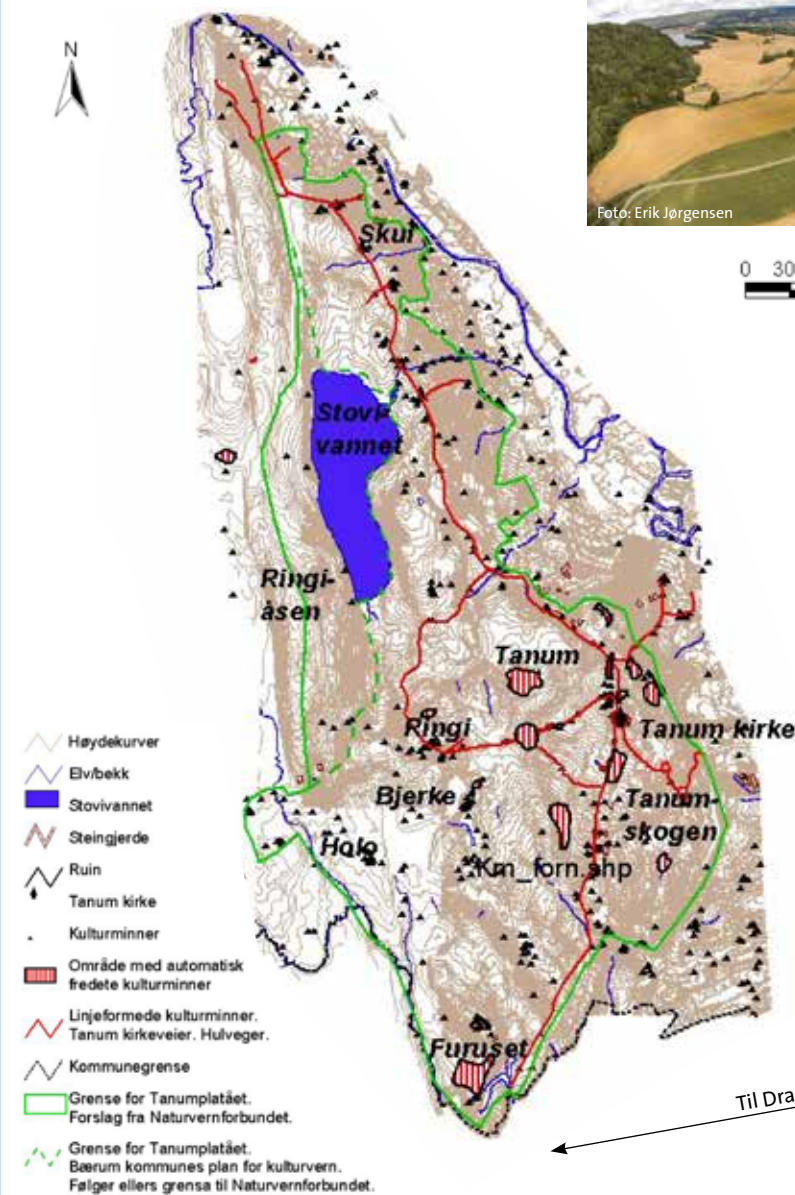 N
Foto: Erik Jørgensen
0 30
Skui
Stovi-
vannet
Ringi-
åsen
Tanum
Ringi
Tanum kirke
Bjerke
Tanum-
skogen
Holo
Km_forn.shp
Furuset
Høydekurver
Elv/bekk
Stovivannet
Steingjerde
Ruin
Tanum kirke
Kulturminner
Område med automatisk
fredete kulturminner
Linjeformede kulturminner.
Tanum kirkeveier. Hulveger.
Kommunegrense
Grense for Tanumplatået.
Forslag fra Naturvernforbundet.
Grense for Tanumplatået.
Bærum kommunes plan for kulturvern.
Følger ellers grensa til Naturvernforbundet.
Til Dra